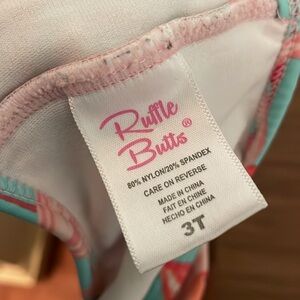 Ruffle
Butts®
80% NYLON/20% SPANDEX
CARE ON REVERSE
MADE IN CHINA
FAIT EN CHINE
HECHO EN CHINA
3T